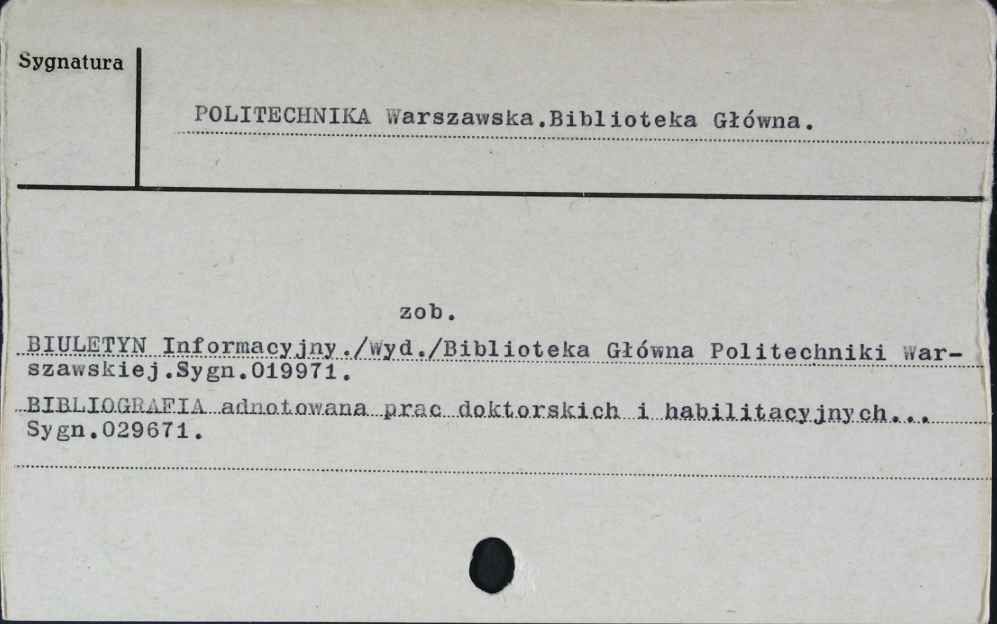 Sygnatura
POLITECHNIKA Warszawska.Biblioteka Główna.
zob.
BIULETYN Informacyjny./Wyd./Biblioteka Główna Politechniki War-
szawskiej.Sygn.019971.
BIBLIOGRAFIA adnotowana prac doktorskich i habilitacyjnych...
Sygn.029671.